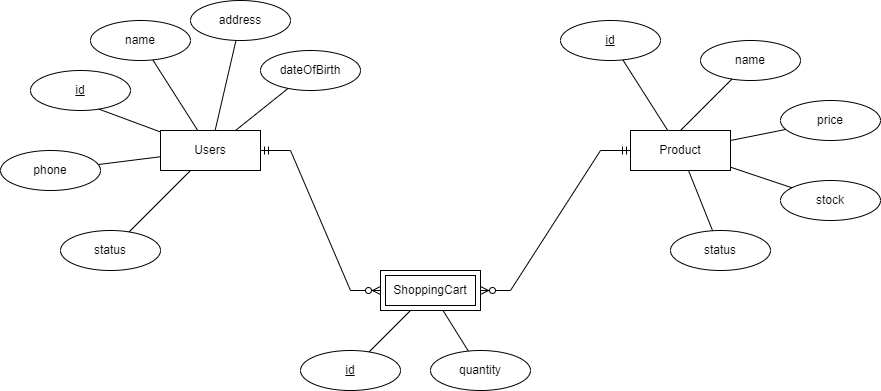 address
name
id
dateOfBirth
name
id
price
Users
Product
phone
stock
status
status
ShoppingCart
id
quantity